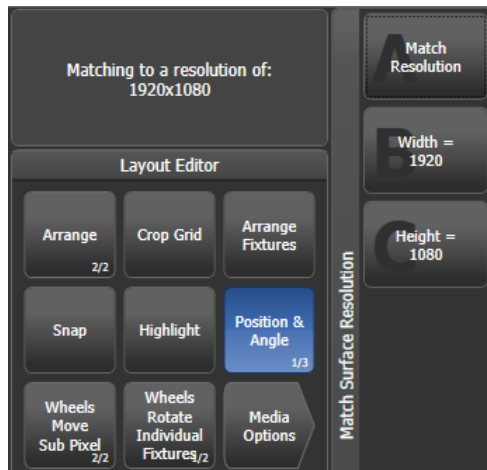 Matching to a resolution of:
1920x1080
Layout Editor
Arrange
2/2
Crop Grid
Arrange
Fixtures
Snap
Highlight
Position &
Angle
1/3
Wheels
Move
Sub Pixel
2/2
Wheels
Rotate
Individual
Fixtures
1/2
Media
Options
Match Surface Resolution
A
Match
Resolution
B
Width =
1920
C
Height =
1080